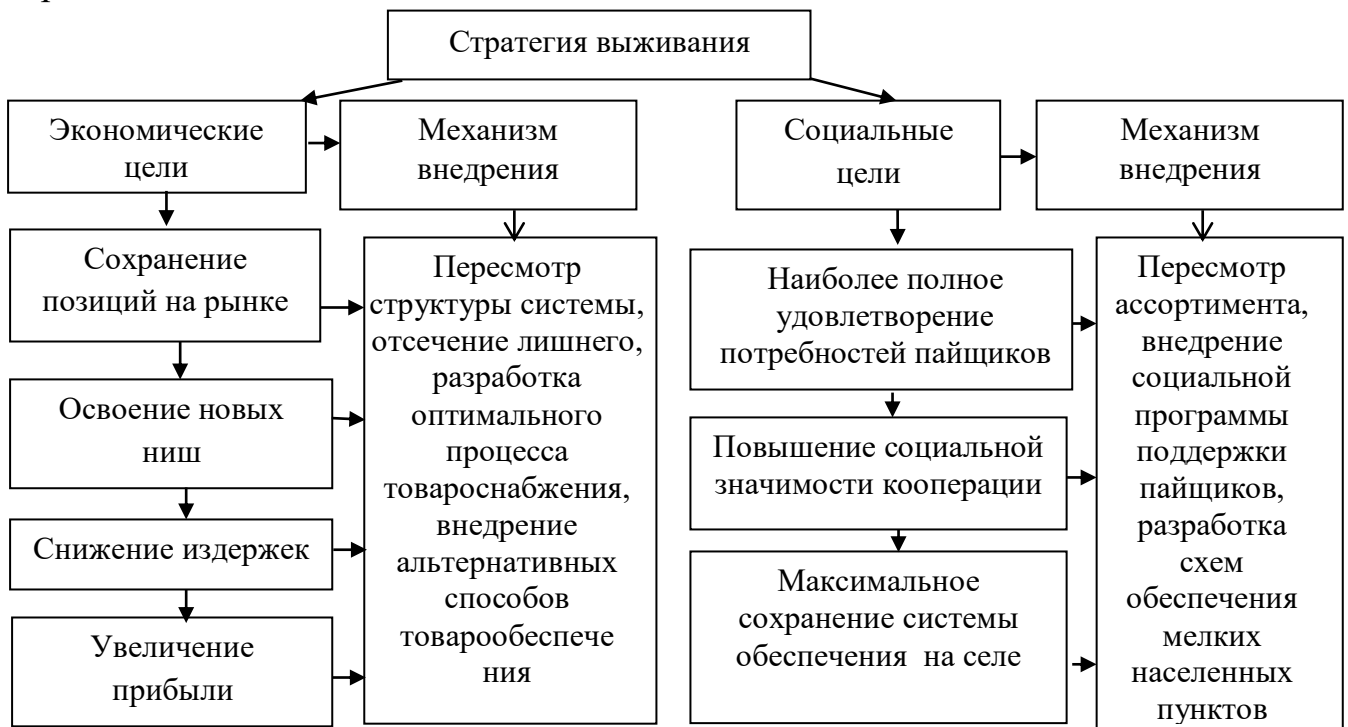 Стратегия выживания
Экономические
цели
Механизм
внедрения
Социальные
цели
Механизм
внедрения
Сохранение
позиций на рынке
Освоение новых
ниш
Снижение издержек
Увеличение
прибыли
Пересмотр
структуры системы,
отсечение лишнего,
разработка
оптимального
процесса
товароснабжения,
внедрение
альтернативных
способов
товарообеспече
ния
Наиболее полное
удовлетворение
потребностей пайщиков
Повышение социальной
значимости кооперации
Максимальное
сохранение системы
обеспечения на селе
Пересмотр
ассортимента,
внедрение
социальной
программы
поддержки
пайщиков,
разработка
схем
обеспечения
мелких
населенных
пунктов